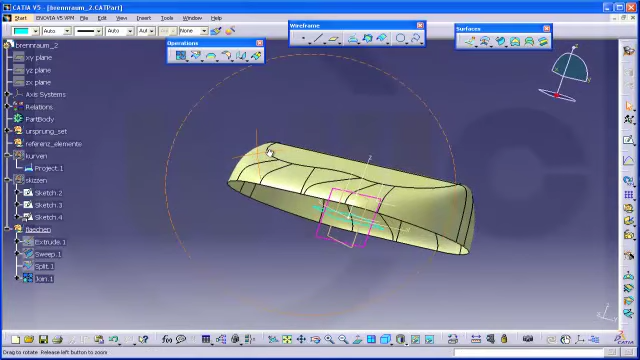 CATIA V5 - [brennraum_2.CATPart]
Start ENOVIA V5 VPM File Edit View Insert Tools Window Help
Auto Auto Aut None
Wireframe
Surfaces
Operations
brennraum_2
xy plane
yz plane
zx plane
Axis Systems
Relations
PartBody
ursprung_set
referenz_elemente
kurven
Project.1
skizzen
Sketch.2
Sketch.3
Sketch.4
flaechen
Extrude.1
Sweep.1
Split.1
Join.1
Drag to rotate. Release left button to zoom
CATIA